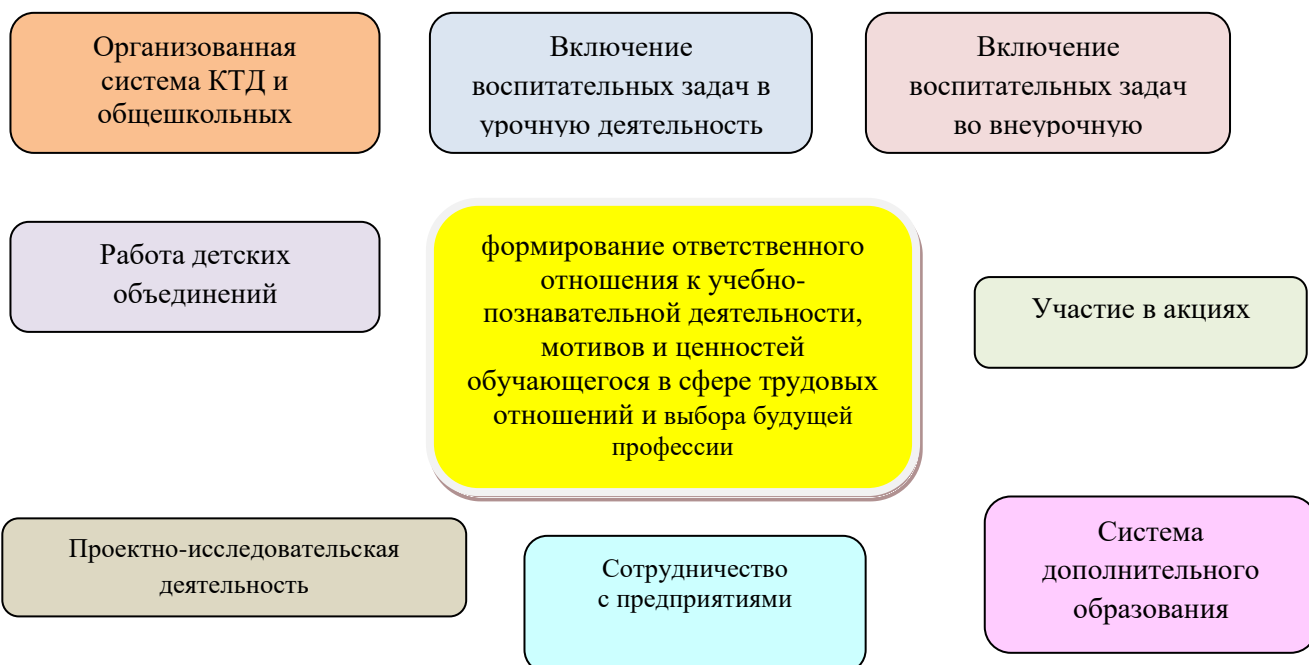 Организованная
система КТД и
общешкольных
Включение
воспитательных задач в
урочную деятельность
Включение
воспитательных задач
во внеурочную
Работа детских
объединений
формирование ответственного
отношения к учебно-
познавательной деятельности,
мотивов и ценностей
обучающегося в сфере трудовых
отношений и выбора будущей
профессии
Участие в акциях
Проектно-исследовательская
деятельность
Сотрудничество
с предприятиями
Система
дополнительного
образования